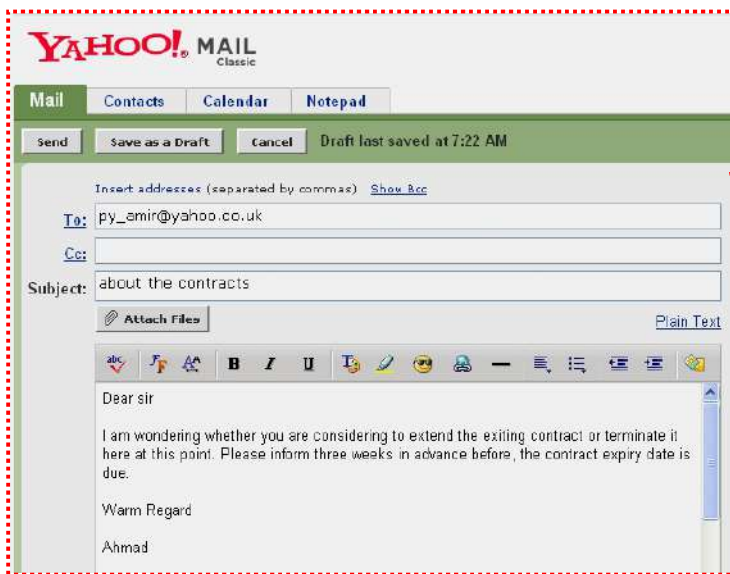 YAHOO! MAIL
Classic
Mail Contacts Calendar Notepad
Send Save as a Draft Cancel Draft last saved at 7:22 AM
Insert addresses (separated by commas) Show Bcc
To: py_amir@yahoo.co.uk
Cc:
Subject: about the contracts
Attach Files Plain Text
Dear sir
I am wondering whether you are considering to extend the exiting contract or terminate it
here at this point. Please inform three weeks in advance before, the contract expiry date is
due.
Warm Regard
Ahmad